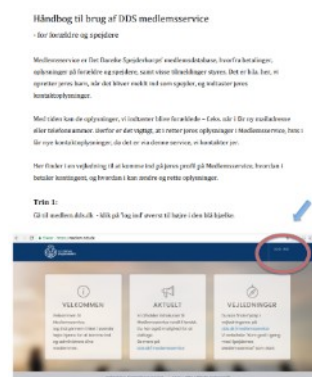 Håndbog til brug af DDS medlemsservice
- for forældre og spejdere
Medlemsservice er Det Danske Spejderkorps' medlemsdatabase, hvorfra betalinger,
oplysninger på forældre og spejdere, samt visse tilmeldinger styres. Det er bl.a. her, vi
opretter jeres barn, når det bliver meldt ind som spejder, og indtaster jeres
kontaktoplysninger.
Med tiden kan de oplysninger, vi indtaster blive forældede – f.eks. når I får ny mailadresse
eller telefonnummer. Derfor er det vigtigt, at I retter jeres oplysninger i Medlemsservice, hvis I
får nye kontaktoplysninger, da det er via denne service, vi kontakter jer.
Her finder I en vejledning til at komme ind på jeres profil på Medlemsservice, hvordan I
betaler kontingent, og hvordan I kan ændre og rette oplysninger.
Trin 1:
Gå til medlem.dds.dk - klik på 'log ind' øverst til højre i den blå bjælke.
VELKOMMEN
AKTUELT
VEJLEDNINGER
Velkommen til
Medlemsservice,